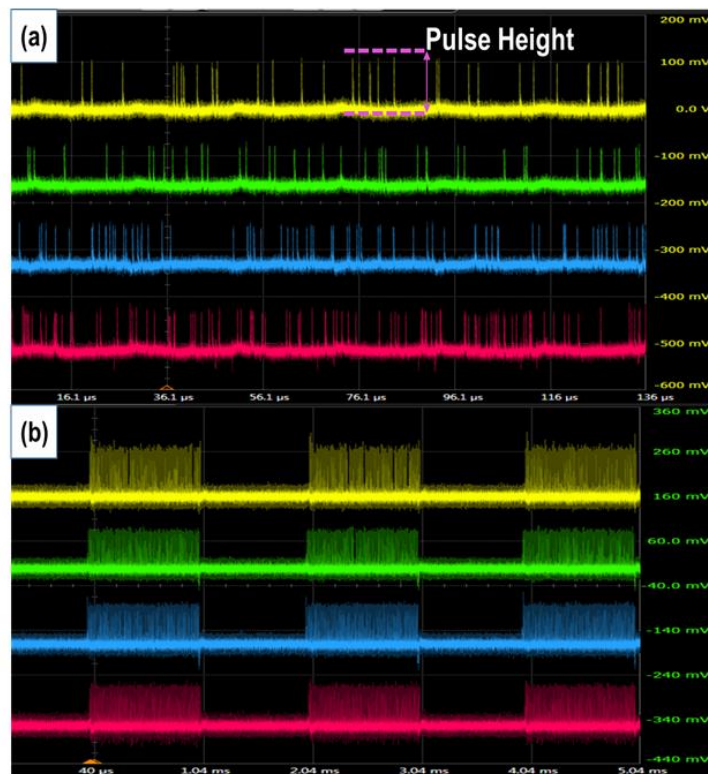 (a)
Pulse Height
200 mV
100 mV
0.0 V
-100 mV
-200 mV
-300 mV
-400 mV
-500 mV
-600 mV
16.1 µs 36.1 µs 56.1 µs 76.1 µs 96.1 µs 116 µs 136 µs
(b)
360 mV
260 mV
160 mV
60.0 mV
-40.0 mV
-140 mV
-240 mV
-340 mV
-440 mV
40 µs 1.04 ms 2.04 ms 3.04 ms 4.04 ms 5.04 ms